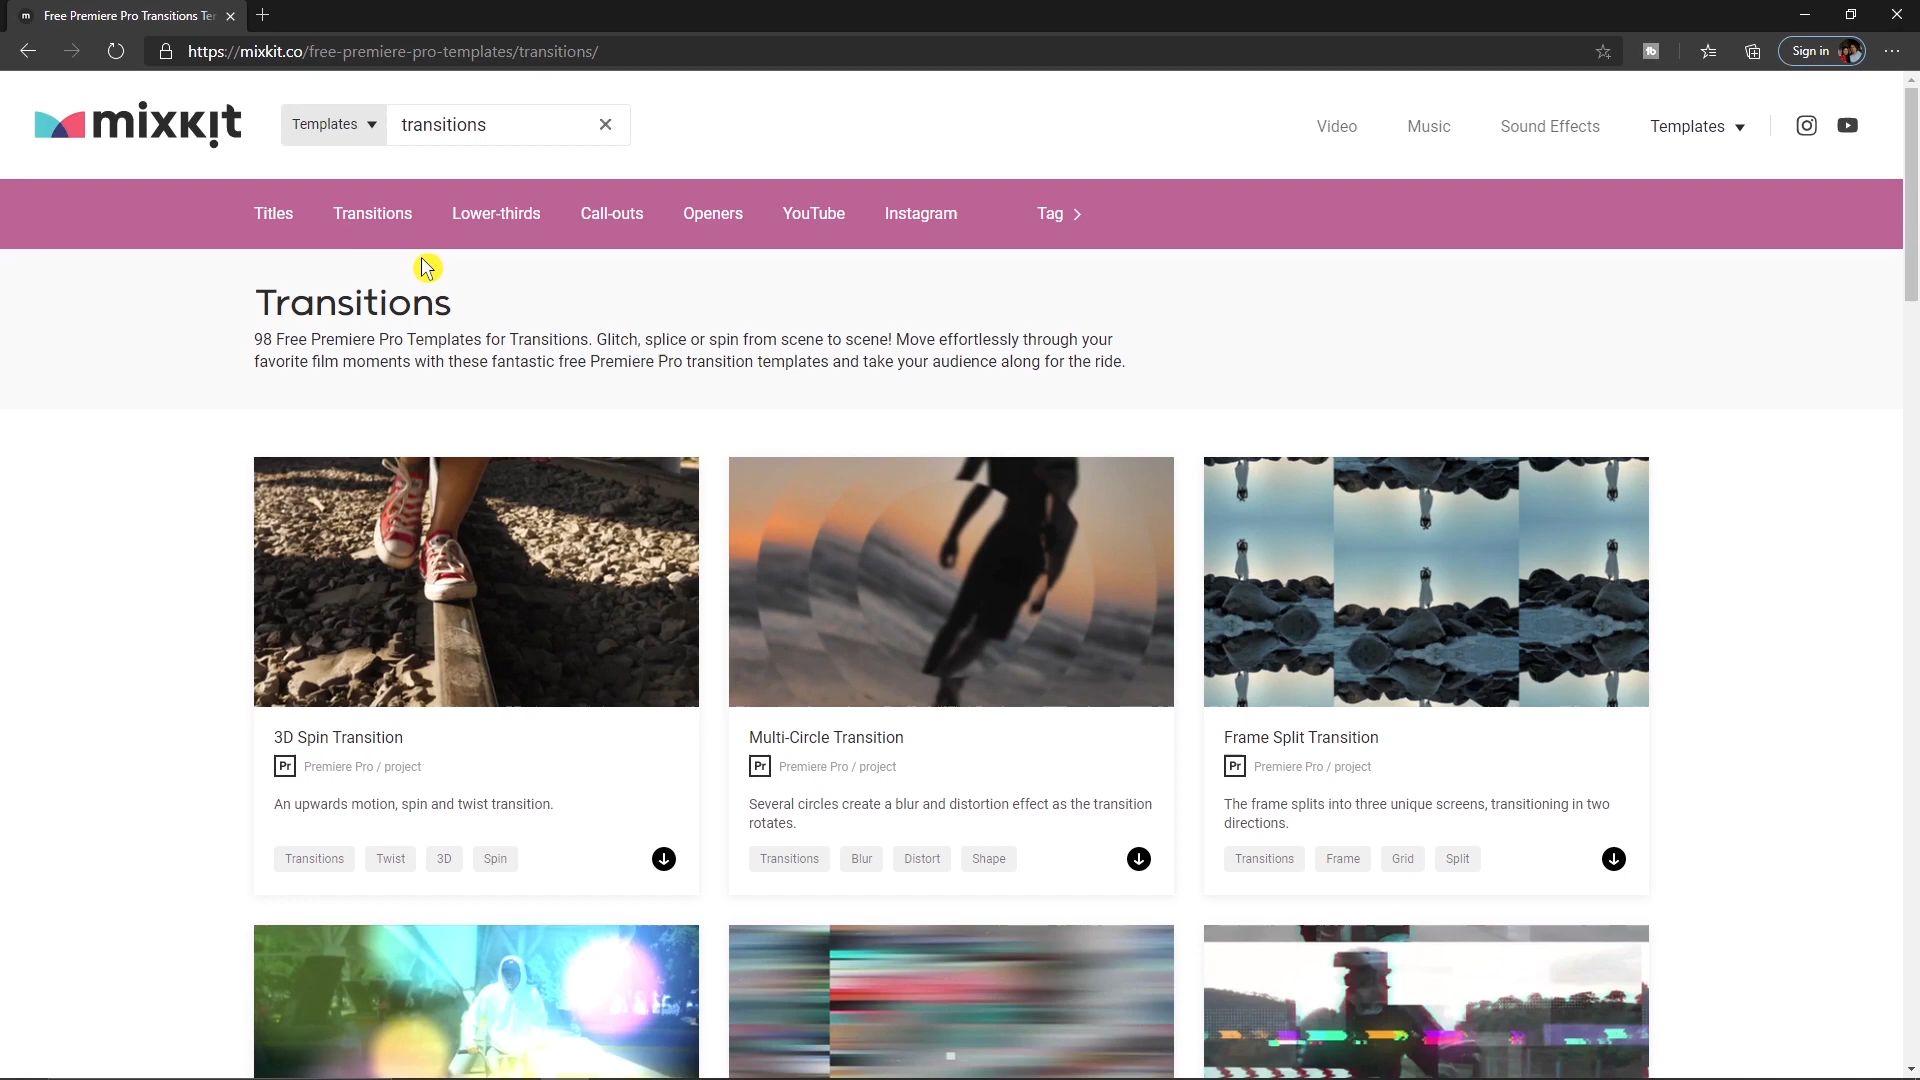 m Free Premiere Pro Transitions Te
https://mixkit.co/free-premiere-pro-templates/transitions/
Sign in
mixkit
Templates
transitions
Video
Music
Sound Effects
Templates
Titles
Transitions
Lower-thirds
Call-outs
Openers
YouTube
Instagram
Tag
Transitions
98 Free Premiere Pro Templates for Transitions. Glitch, splice or spin from scene to scene! Move effortlessly through your
favorite film moments with these fantastic free Premiere Pro transition templates and take your audience along for the ride.
3D Spin Transition
Pr Premiere Pro / project
An upwards motion, spin and twist transition.
Transitions Twist 3D Spin
Multi-Circle Transition
Pr Premiere Pro / project
Several circles create a blur and distortion effect as the transition
rotates.
Transitions Blur Distort Shape
Frame Split Transition
Pr Premiere Pro / project
The frame splits into three unique screens, transitioning in two
directions.
Transitions Frame Grid Split